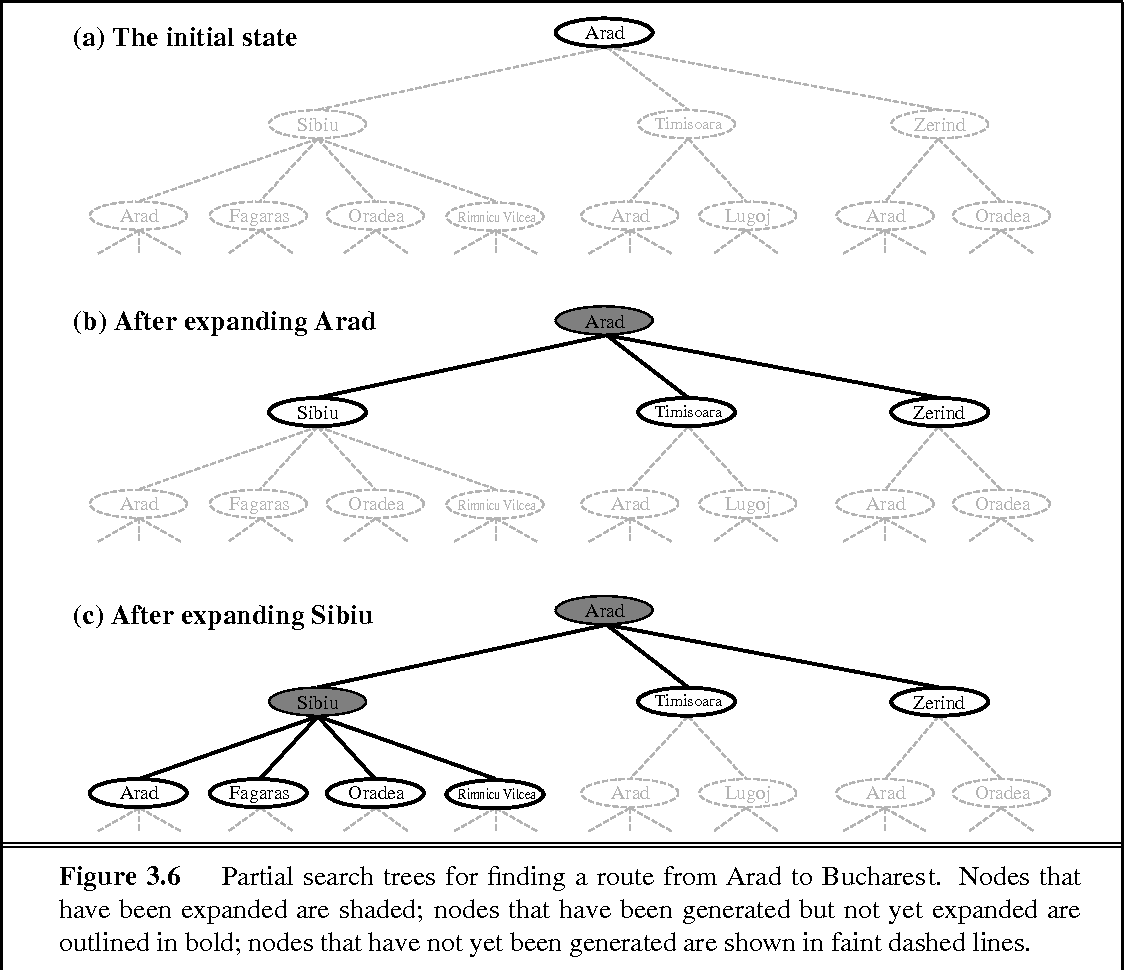 (a) The initial state
Arad
Sibiu
Timisoara
Zerind
Arad
Fagaras
Oradea
Rimnicu Vilcea
Arad
Lugoj
Arad
Oradea
(b) After expanding Arad
Arad
Sibiu
Timisoara
Zerind
Arad
Fagaras
Oradea
Rimnicu Vilcea
Arad
Lugoj
Arad
Oradea
(c) After expanding Sibiu
Arad
Sibiu
Timisoara
Zerind
Arad
Fagaras
Oradea
Rimnicu Vilcea
Arad
Lugoj
Arad
Oradea
Figure 3.6 Partial search trees for finding a route from Arad to Bucharest. Nodes that
have been expanded are shaded; nodes that have been generated but not yet expanded are
outlined in bold; nodes that have not yet been generated are shown in faint dashed lines.